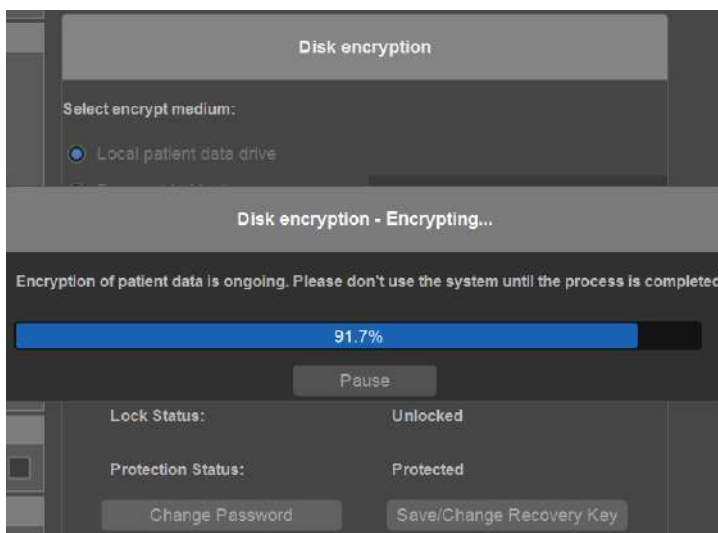 Disk encryption
Select encrypt medium:
Local patient data drive
Disk encryption - Encrypting...
Encryption of patient data is ongoing. Please don't use the system until the process is completed
91.7%
Pause
Lock Status: Unlocked
Protection Status: Protected
Change Password Save/Change Recovery Key